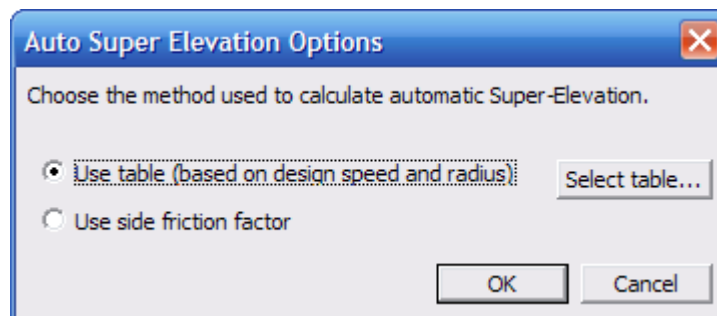 Auto Super Elevation Options
Choose the method used to calculate automatic Super-Elevation.
Use table (based on design speed and radius)
Select table...
Use side friction factor
OK
Cancel